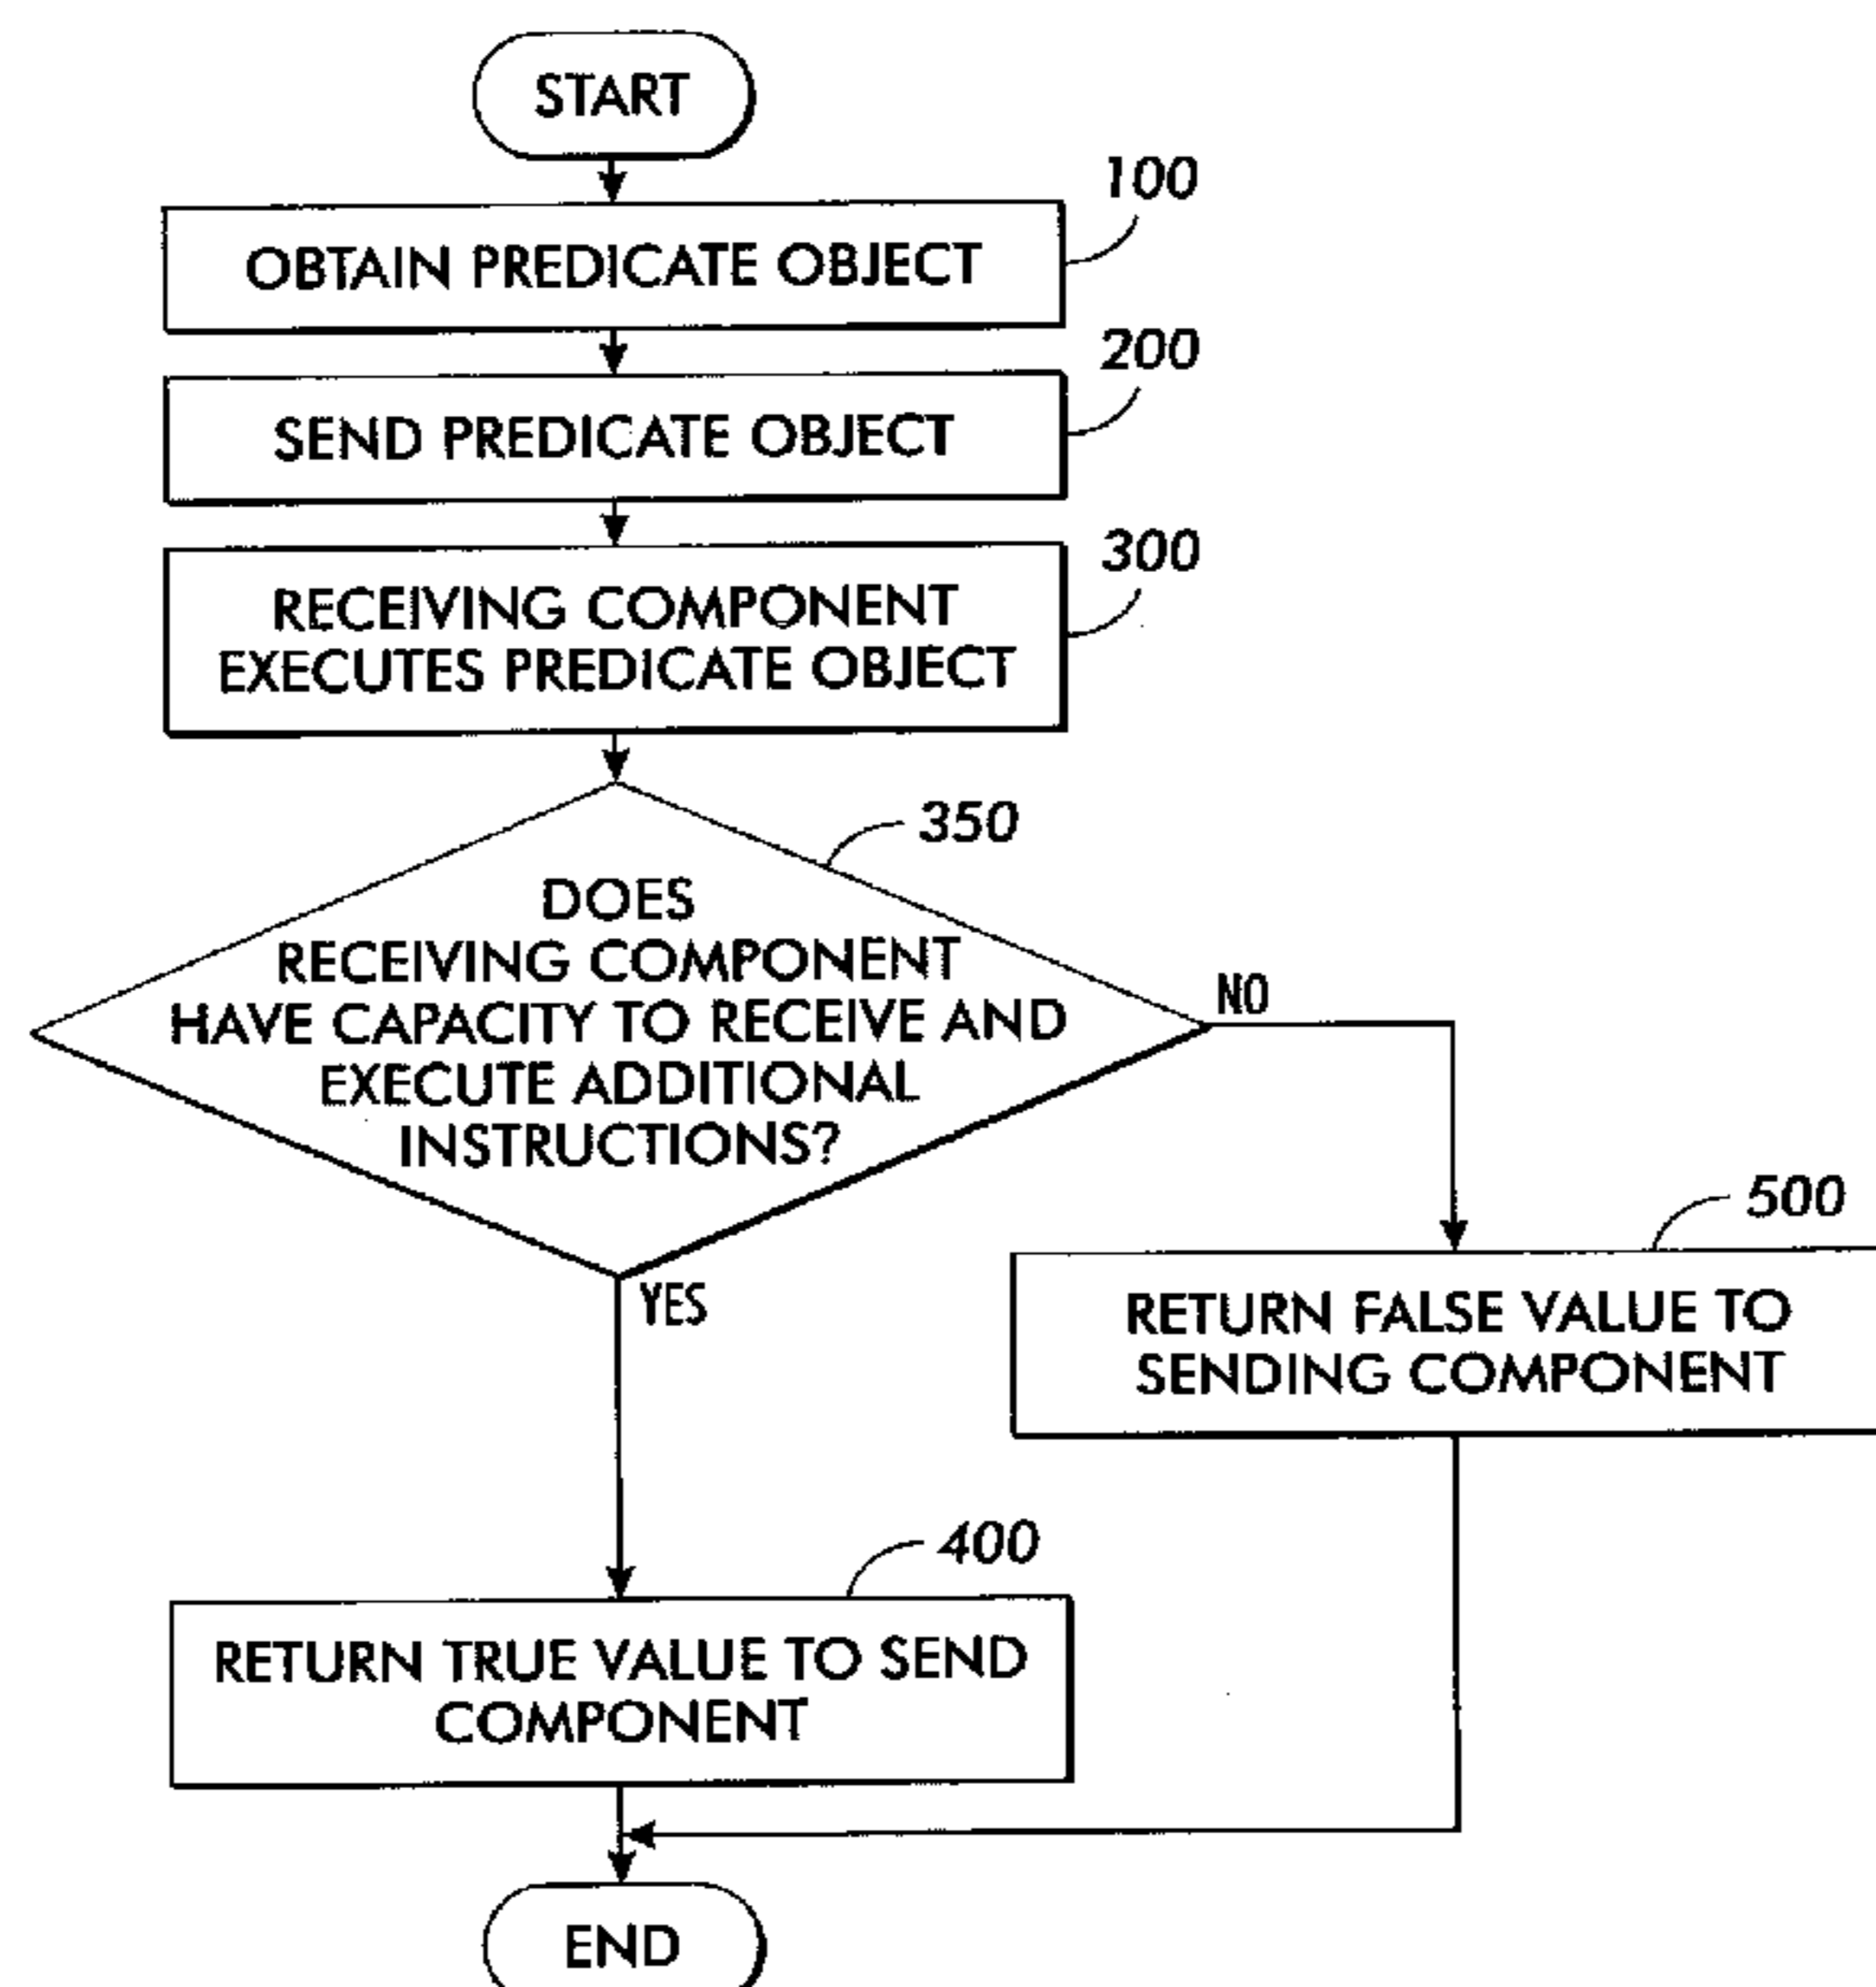 START
100
OBTAIN PREDICATE OBJECT
200
SEND PREDICATE OBJECT
300
RECEIVING COMPONENT
EXECUTES PREDICATE OBJECT
350
DOES
RECEIVING COMPONENT
HAVE CAPACITY TO RECEIVE AND
EXECUTE ADDITIONAL
INSTRUCTIONS?
NO
YES
500
RETURN FALSE VALUE TO
SENDING COMPONENT
400
RETURN TRUE VALUE TO SEND
COMPONENT
END